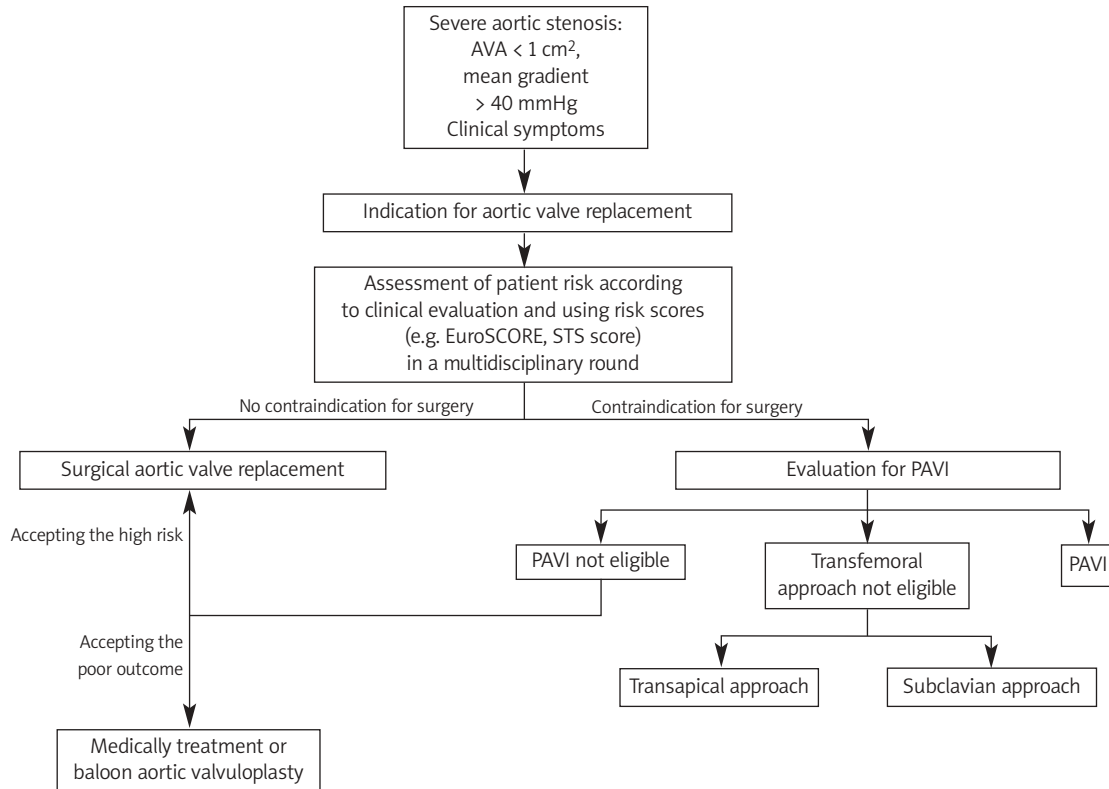 Severe aortic stenosis:
AVA < 1 cm²,
mean gradient
> 40 mmHg
Clinical symptoms
Indication for aortic valve replacement
Assessment of patient risk according
to clinical evaluation and using risk scores
(e.g. EuroSCORE, STS score)
in a multidisciplinary round
No contraindication for surgery
Contraindication for surgery
Surgical aortic valve replacement
Evaluation for PAVI
Accepting the high risk
PAVI not eligible
Transfemoral
approach not eligible
PAVI
Accepting the
poor outcome
Transapical approach
Subclavian approach
Medically treatment or
baloon aortic valvuloplasty